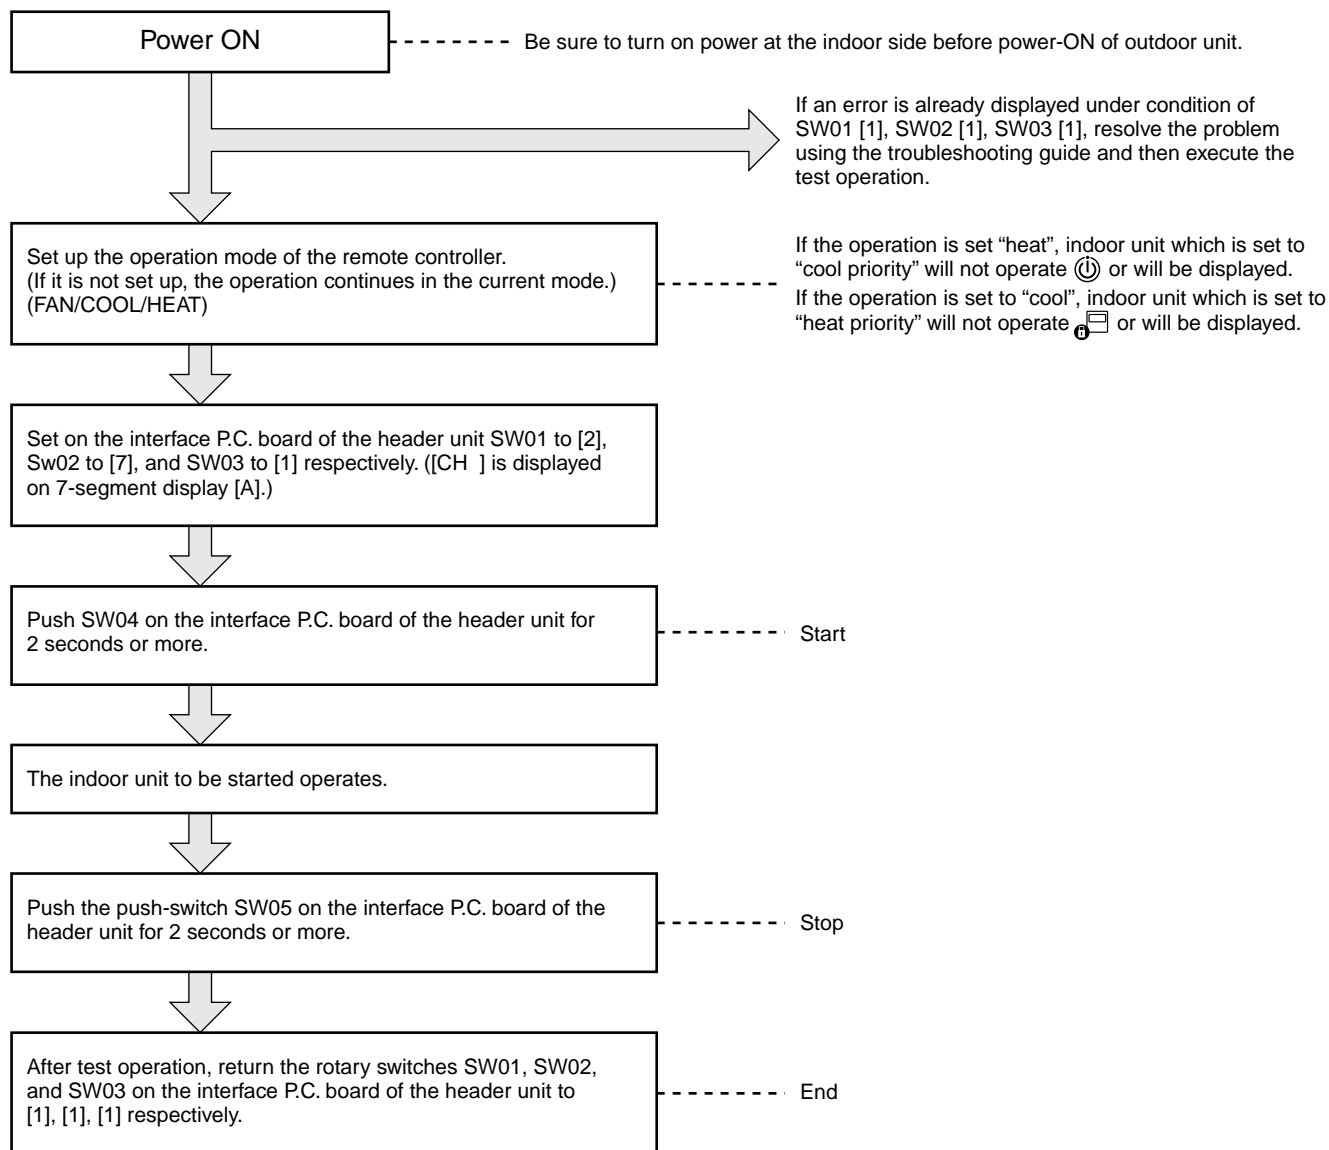 Power ON
Be sure to turn on power at the indoor side before power-ON of outdoor unit.
If an error is already displayed under condition of
SW01 [1], SW02 [1], SW03 [1], resolve the problem
using the troubleshooting guide and then execute the
test operation.
Set up the operation mode of the remote controller.
(If it is not set up, the operation continues in the current mode.)
(FAN/COOL/HEAT)
If the operation is set “heat”, indoor unit which is set to
“cool priority” will not operate or will be displayed.
If the operation is set to “cool”, indoor unit which is set to
“heat priority” will not operate or will be displayed.
Set on the interface P.C. board of the header unit SW01 to [2],
Sw02 to [7], and SW03 to [1] respectively. ([CH  ] is displayed
on 7-segment display [A].)
Push SW04 on the interface P.C. board of the header unit for
2 seconds or more.
Start
The indoor unit to be started operates.
Push the push-switch SW05 on the interface P.C. board of the
header unit for 2 seconds or more.
Stop
After test operation, return the rotary switches SW01, SW02,
and SW03 on the interface P.C. board of the header unit to
[1], [1], [1] respectively.
End